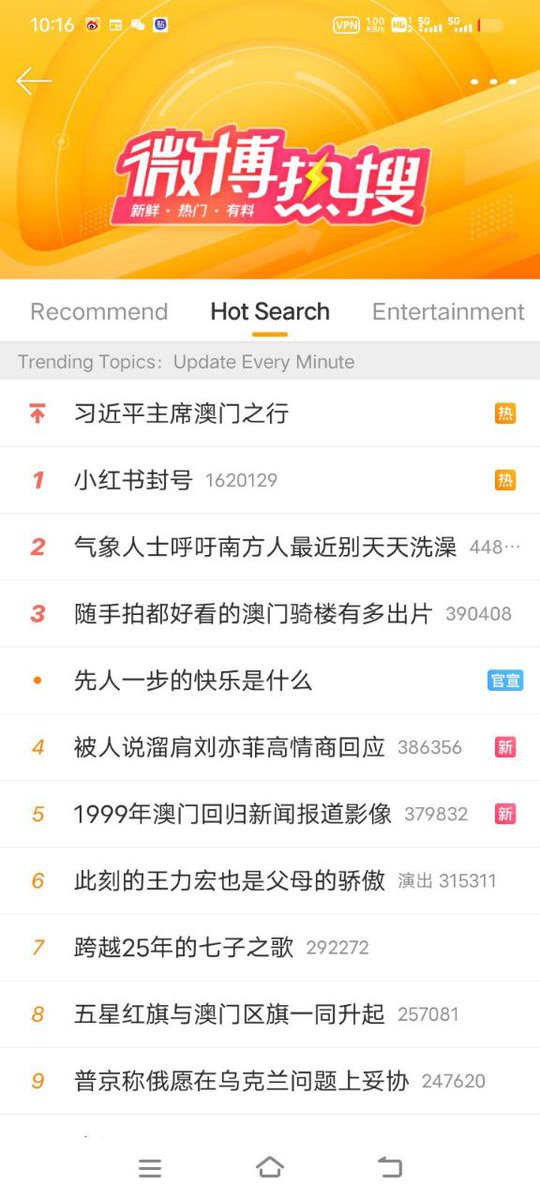 10:16 VPN 1.00 KB/s HD 1 2 5G 5G
微博热搜
新鲜·热门·有料
Recommend Hot Search Entertainment
Trending Topics: Update Every Minute
习近平主席澳门之行 热
1 小红书封号 1620129 热
2 气象人士呼吁南方人最近别天天洗澡 448…
3 随手拍都好看的澳门骑楼有多出片 390408
先人一步的快乐是什么 官宣
4 被人说溜肩刘亦菲高情商回应 386356 新
5 1999年澳门回归新闻报道影像 379832 新
6 此刻的王力宏也是父母的骄傲 演出 315311
7 跨越25年的七子之歌 292272
8 五星红旗与澳门区旗一同升起 257081
9 普京称俄愿在乌克兰问题上妥协 247620